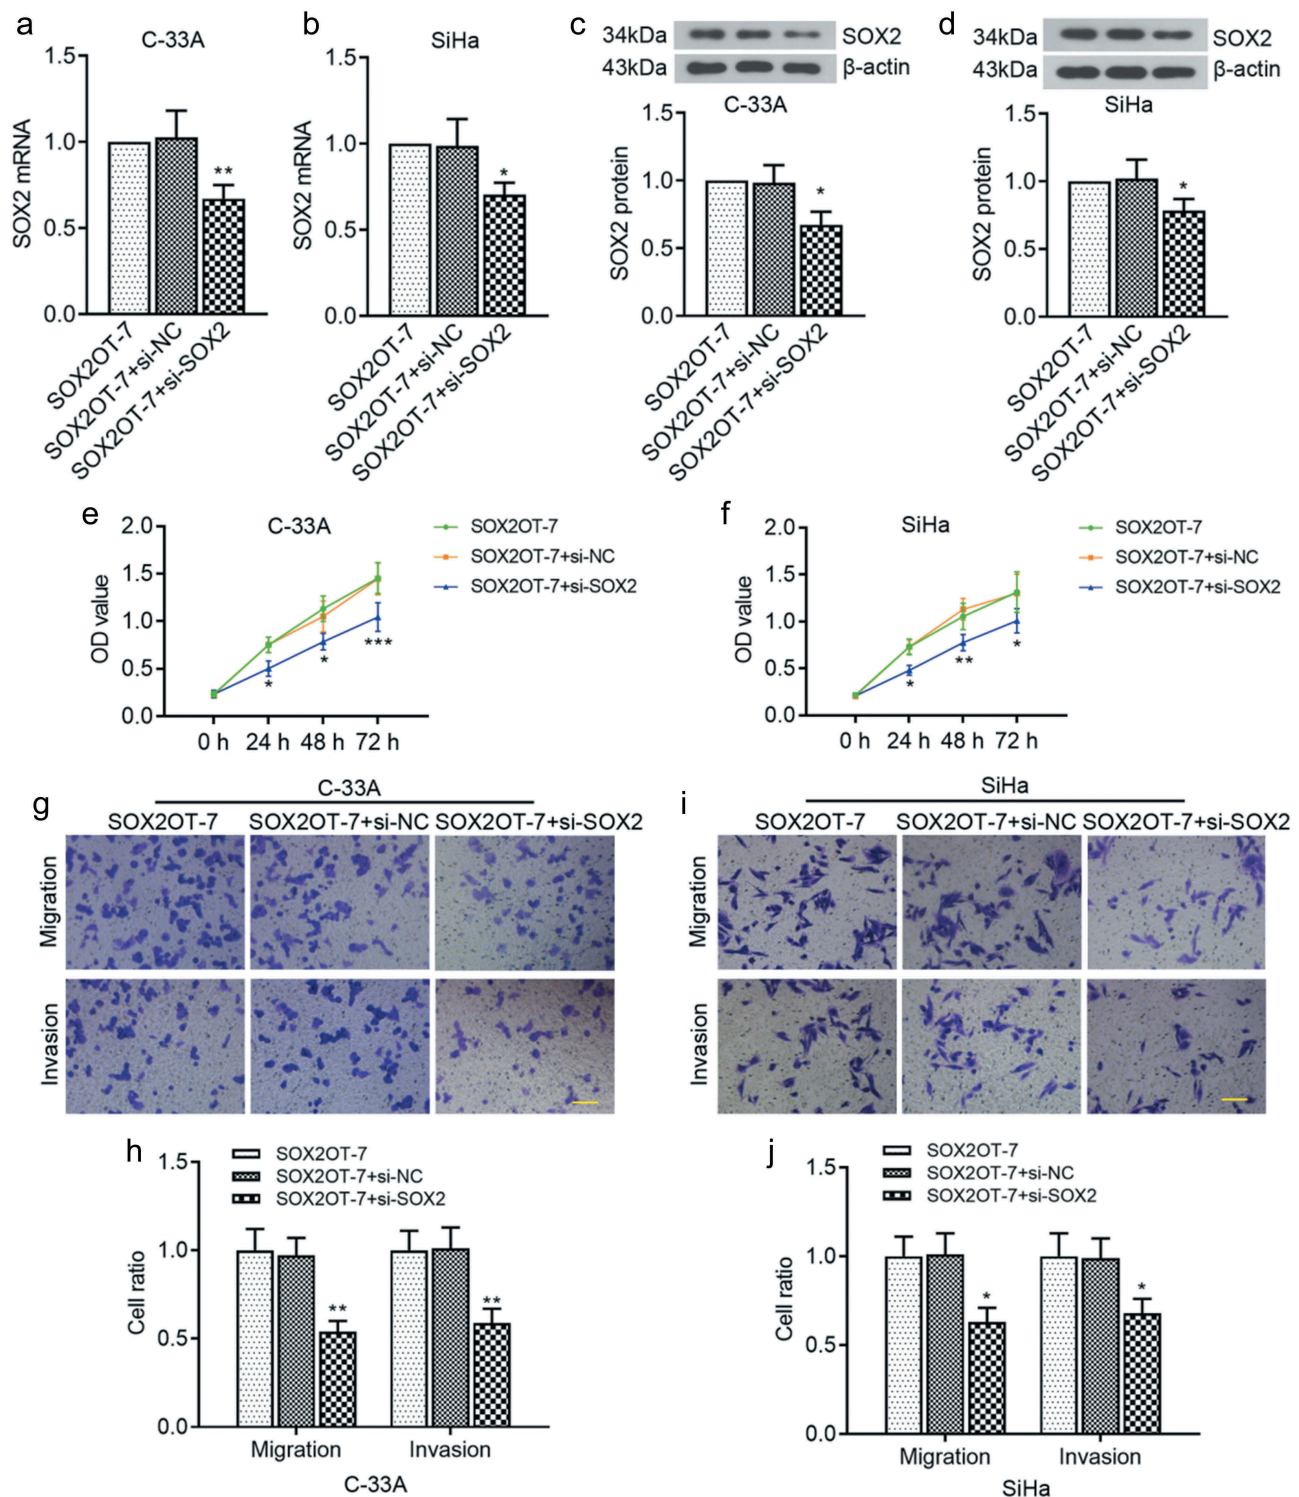 a
C-33A
SOX2 mRNA
1.5
1.0
0.5
0.0
**
SOX2OT-7
SOX2OT-7+si-NC
SOX2OT-7+si-SOX2
b
SiHa
SOX2 mRNA
1.5
1.0
0.5
0.0
*
SOX2OT-7
SOX2OT-7+si-NC
SOX2OT-7+si-SOX2
c
34kDa
SOX2
43kDa
β-actin
C-33A
SOX2 protein
1.5
1.0
0.5
0.0
*
SOX2OT-7
SOX2OT-7+si-NC
SOX2OT-7+si-SOX2
d
34kDa
SOX2
43kDa
β-actin
SiHa
SOX2 protein
1.5
1.0
0.5
0.0
*
SOX2OT-7
SOX2OT-7+si-NC
SOX2OT-7+si-SOX2
e
C-33A
OD value
2.0
1.5
1.0
0.5
0.0
* * ***
0 h 24 h 48 h 72 h
SOX2OT-7
SOX2OT-7+si-NC
SOX2OT-7+si-SOX2
f
SiHa
OD value
2.0
1.5
1.0
0.5
0.0
* ** *
0 h 24 h 48 h 72 h
SOX2OT-7
SOX2OT-7+si-NC
SOX2OT-7+si-SOX2
g
C-33A
SOX2OT-7 SOX2OT-7+si-NC SOX2OT-7+si-SOX2
Migration
Invasion
i
SiHa
SOX2OT-7 SOX2OT-7+si-NC SOX2OT-7+si-SOX2
Migration
Invasion
h
SOX2OT-7
SOX2OT-7+si-NC
SOX2OT-7+si-SOX2
Cell ratio
1.5
1.0
0.5
0.0
** **
Migration Invasion
C-33A
j
SOX2OT-7
SOX2OT-7+si-NC
SOX2OT-7+si-SOX2
Cell ratio
1.5
1.0
0.5
0.0
* *
Migration Invasion
SiHa